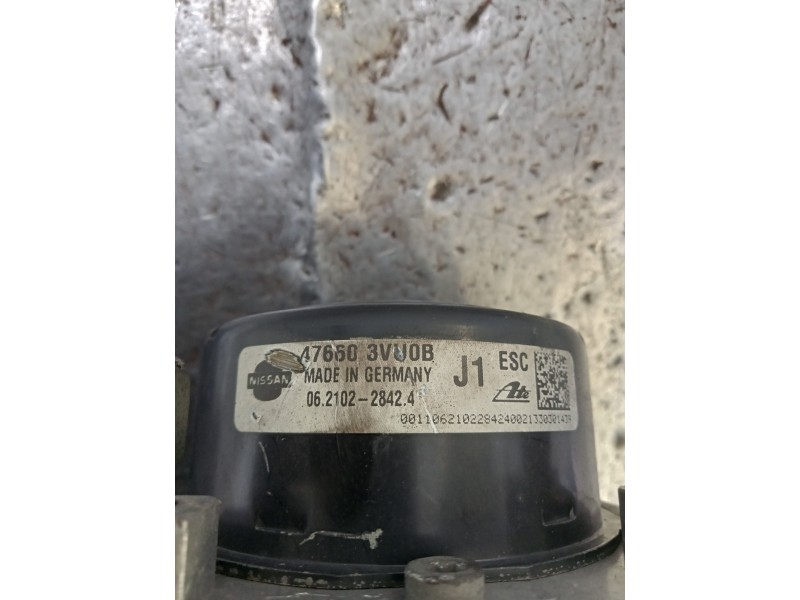 47660 3VU0B
NISSAN
MADE IN GERMANY
06.2102-2842.4
J1
ESC
Ate